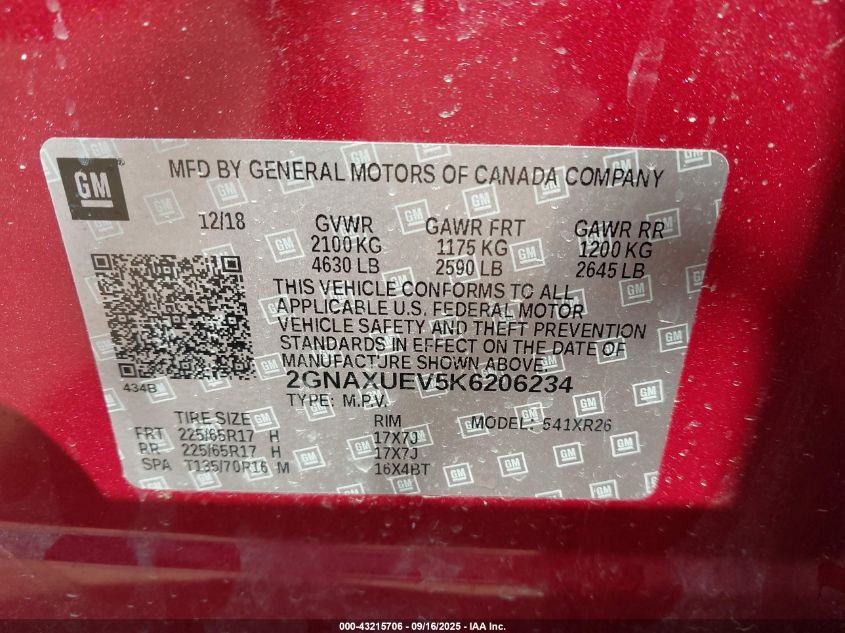 GM
MFD BY GENERAL MOTORS OF CANADA COMPANY
12/18 GVWR GAWR FRT GAWR RR
2100 KG 1175 KG 1200 KG
4630 LB 2590 LB 2645 LB
THIS VEHICLE CONFORMS TO ALL
APPLICABLE U.S. FEDERAL MOTOR
VEHICLE SAFETY AND THEFT PREVENTION
STANDARDS IN EFFECT ON THE DATE OF
MANUFACTURE SHOWN ABOVE.
434B 2GNAXUEV5K6206234
TYPE: M.P.V.
TIRE SIZE RIM MODEL: 541XR26
FRT 225/65R17 H 17X7J
RR 225/65R17 H 17X7J
SPA T135/70R16 M 16X4BT
000-43215706 - 09/16/2025 - IAA Inc.